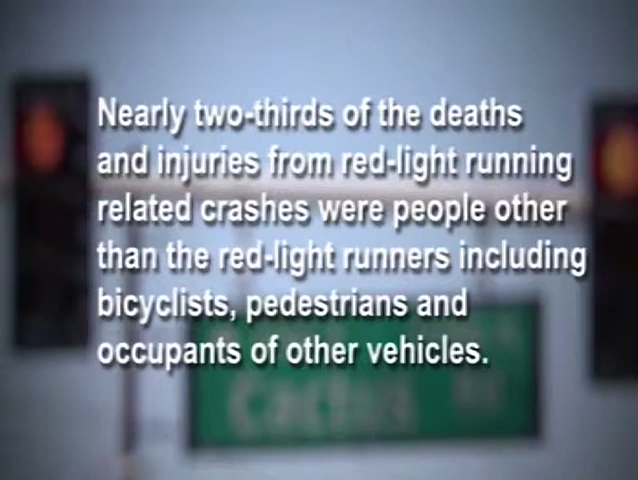 Nearly two-thirds of the deaths
and injuries from red-light running
related crashes were people other
than the red-light runners including
bicyclists, pedestrians and
occupants of other vehicles.
Cactus